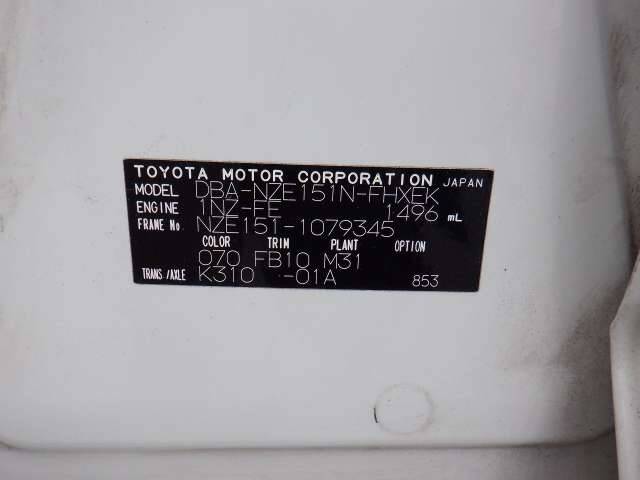 TOYOTA MOTOR CORPORATION JAPAN
MODEL DBA-NZE151N-FHXEK
ENGINE 1NZ-FE 1496 mL
FRAME No NZE151-1079345
COLOR TRIM PLANT OPTION
070 FB10 M31
TRANS/AXLE K310 -01A 853